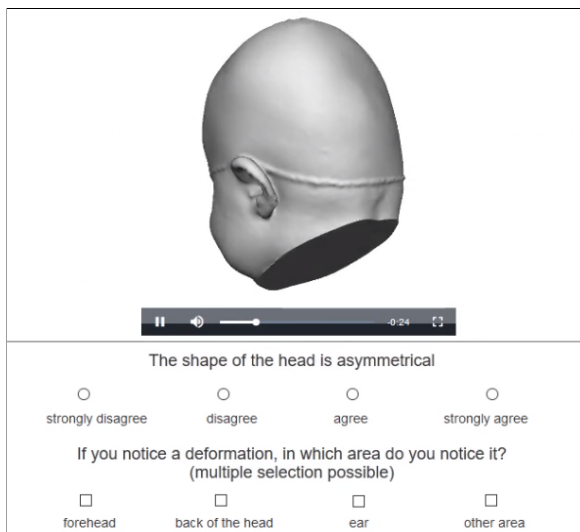 -0:24
The shape of the head is asymmetrical
strongly disagree disagree agree strongly agree
If you notice a deformation, in which area do you notice it?
(multiple selection possible)
forehead back of the head ear other area